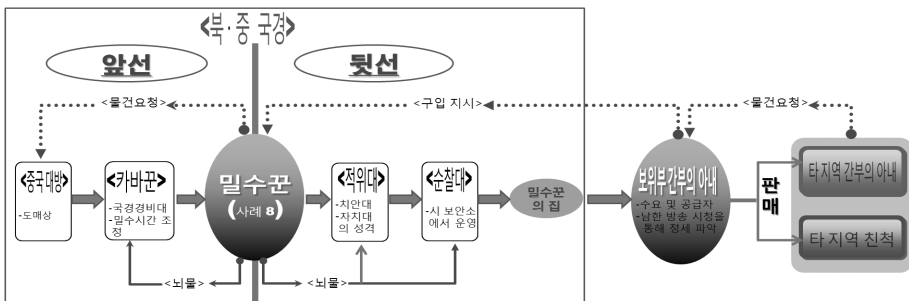 <북·중 국경>
앞선
뒷선
<물건요청>
<구입 지시>
<물건요청>
<중국 대방>
-도매상
<카바꾼>
-국경경비대
-밀수시간 조
정
밀수꾼
(사례 8)
<적위대>
-치안대
-자치대
의 성격
<순찰대>
-시 보안소
에서 운영
밀수꾼
의 집
보위부 간부의 아내
-수요 및 공급자
-남한 방송 시청을
통해 정세 파악
판매
타 지역 간부의 아내
타 지역 친척
<뇌물>
<뇌물>